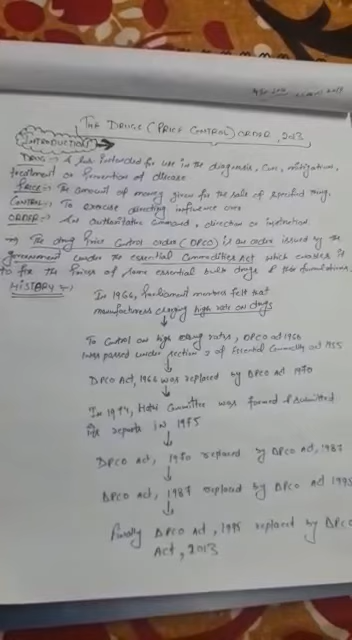 THE DRUGS (PRICE CONTROL) ORDER, 2013
INTRODUCTION
DRUG :- A intended for use in the diagnosis, cure, mitigation,
treatment or Prevention of disease
PRICE :- The amount of money given for the sale of specific thing.
CONTROL :- To exercise directing influence over
ORDER :- An authoritative command, direction or instruction
The drug Price Control order (DPCO) is an order issued by the
government under the essential Commodities Act which enables it
to fix the Prices of some essential bulk drugs & their formulations.
HISTORY :-
In 1966, Parliament members felt that
manufacturers charging high rate on drugs
To Control on high rates, DPCO act 1966
was passed under section 3 of Essential Commodity act 1955
DPCO Act, 1966 was replaced by DPCO Act 1970
In 1974, Hathi Committee was formed & submitted
its reports IN 1975
DPCO Act, 1970 replaced by DPCO Act, 1987
DPCO Act, 1987 replaced by DPCO Act 1995
Finally DPCO Act, 1995 replaced by DPCO
Act, 2013